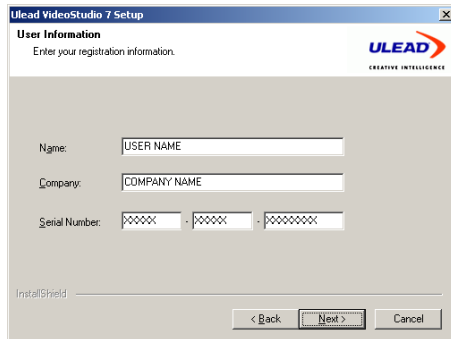 Ulead VideoStudio 7 Setup
User Information
Enter your registration information.
ULEAD
CREATIVE INTELLIGENCE
Name: USER NAME
Company: COMPANY NAME
Serial Number: XXXXX - XXXXX - XXXXXXXX
InstallShield
< Back Next > Cancel